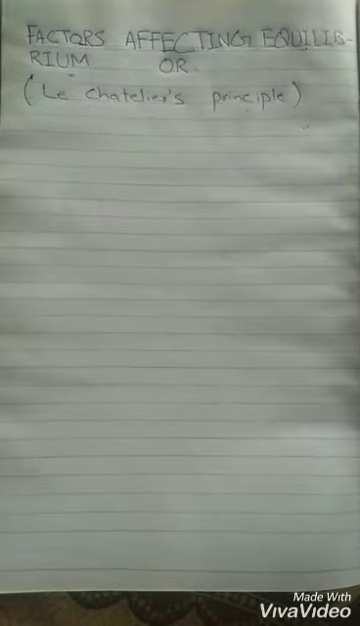 FACTORS AFFECTING EQUILIB-
RIUM OR
(Le chatelier's principle)
Made With
VivaVideo